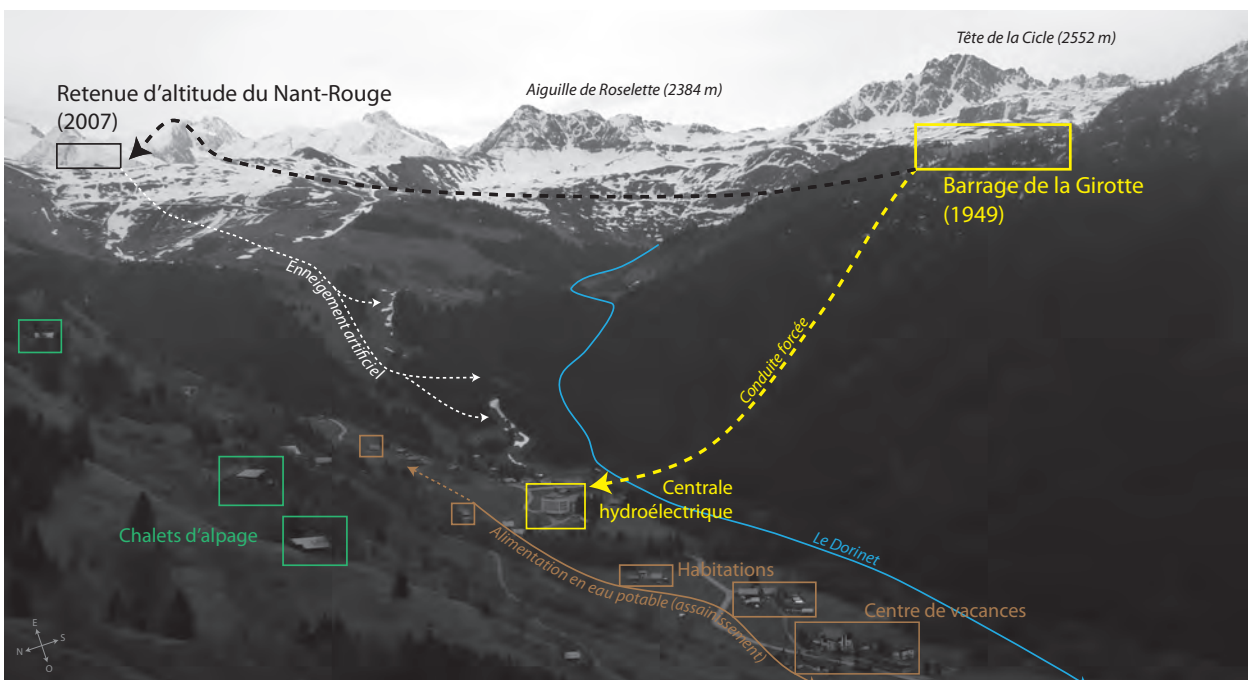 Tête de la Cicle (2552 m)
Retenue d'altitude du Nant-Rouge
(2007)
Aiguille de Roselette (2384 m)
Barrage de la Girotte
(1949)
Enneigement artificiel
Conduite forcée
Centrale
hydroélectrique
Chalets d'alpage
Le Dorinet
Alimentation en eau potable (assainissement)
Habitations
Centre de vacances
E
N
S
O